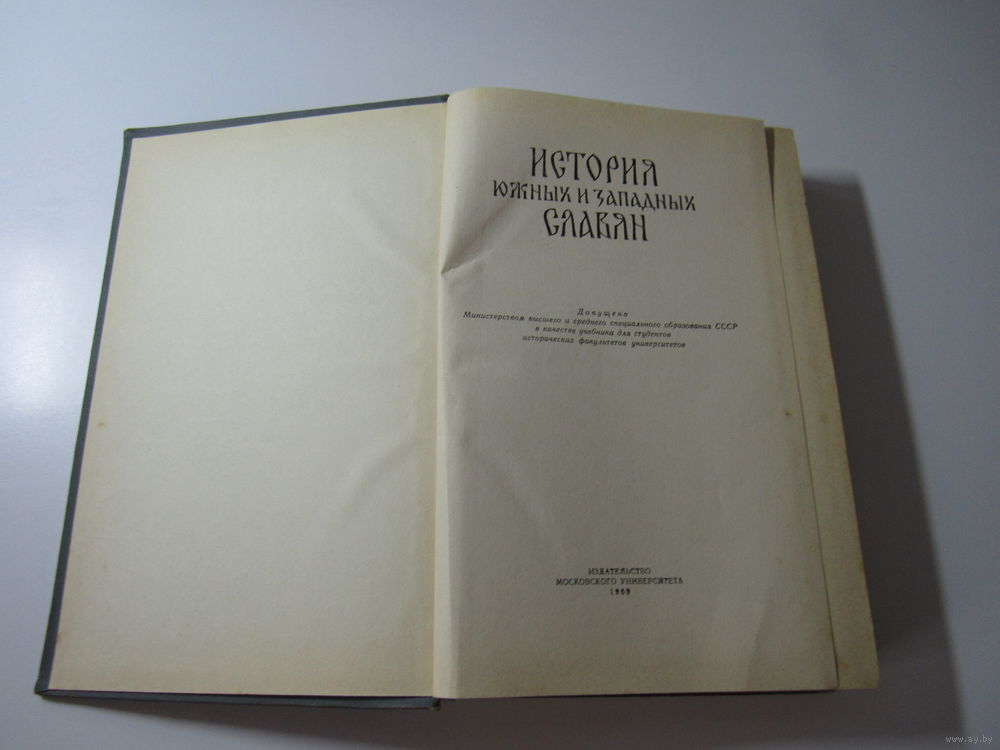 ИСТОРИЯ
ЮЖНЫХ И ЗАПАДНЫХ
СЛАВЯН
Допущено
Министерством высшего и среднего специального образования СССР
в качестве учебника для студентов
исторических факультетов университетов
ИЗДАТЕЛЬСТВО
МОСКОВСКОГО УНИВЕРСИТЕТА
1969
www.ay.by